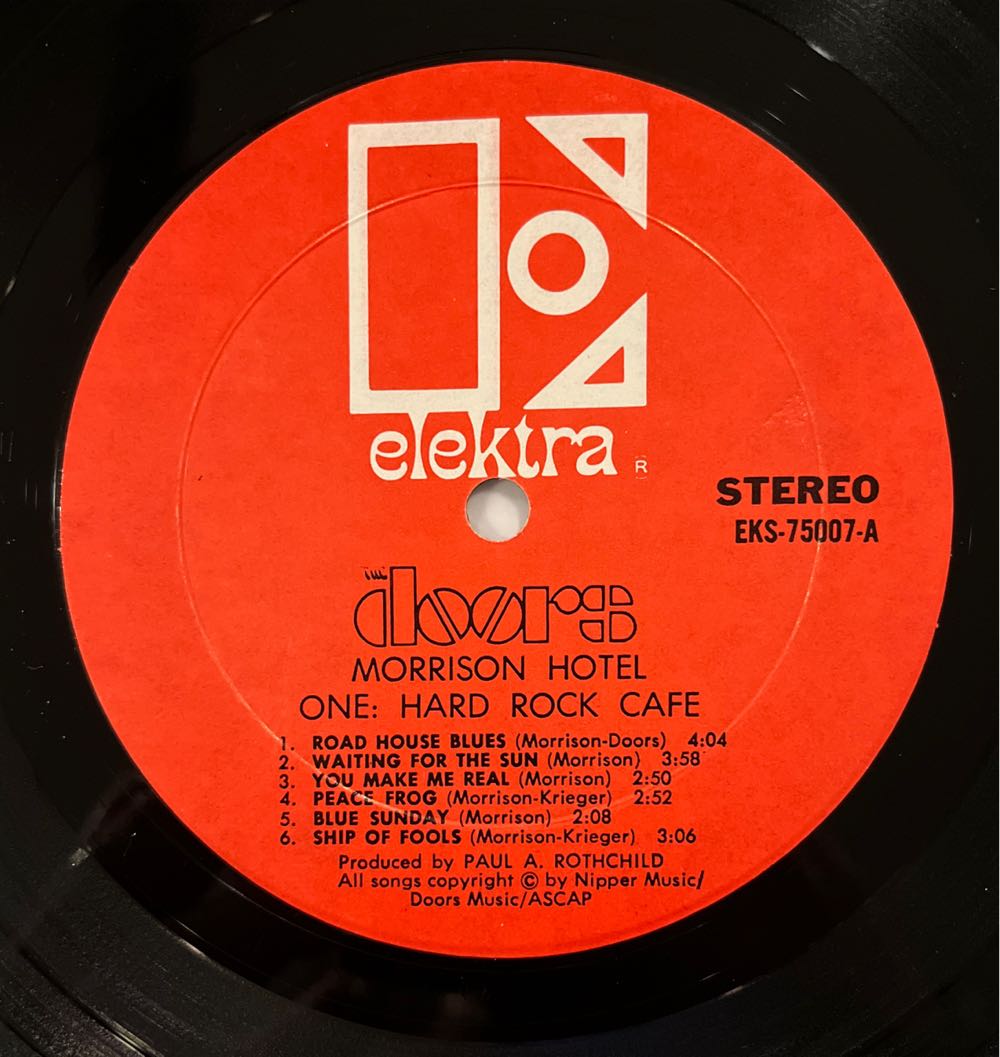 elektra R
STEREO
EKS-75007-A
THE doors
MORRISON HOTEL
ONE: HARD ROCK CAFE
1. ROAD HOUSE BLUES (Morrison-Doors) 4:04
2. WAITING FOR THE SUN (Morrison) 3:58
3. YOU MAKE ME REAL (Morrison) 2:50
4. PEACE FROG (Morrison-Krieger) 2:52
5. BLUE SUNDAY (Morrison) 2:08
6. SHIP OF FOOLS (Morrison-Krieger) 3:06
Produced by PAUL A. ROTHCHILD
All songs copyright © by Nipper Music/
Doors Music/ASCAP